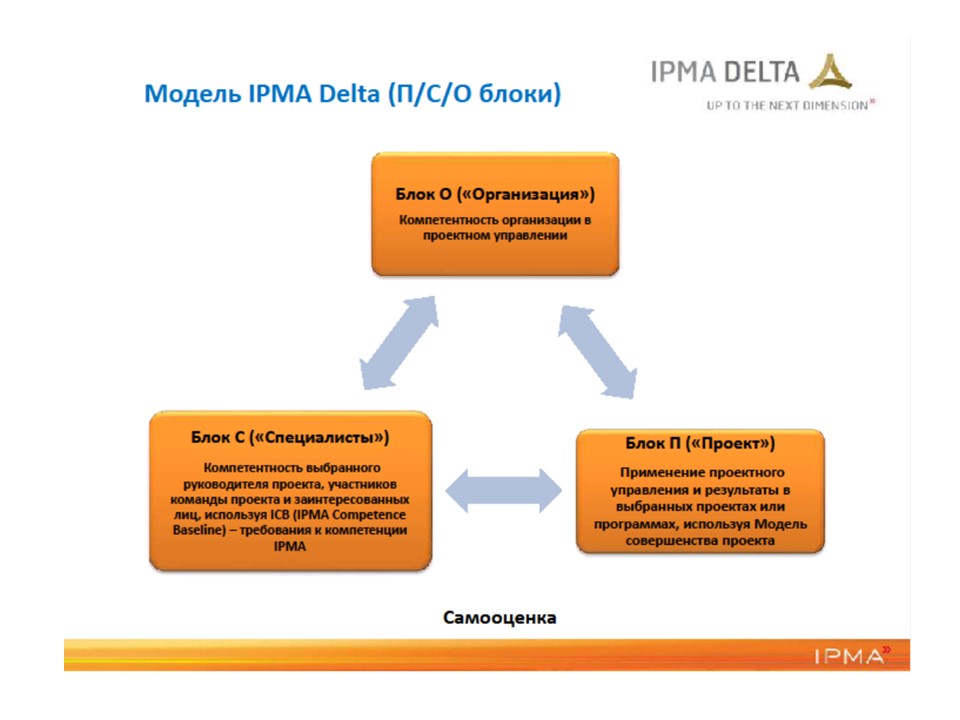 IPMA DELTA
UP TO THE NEXT DIMENSION»
Модель IPMA Delta (П/С/О блоки)
Блок О («Организация»)
Компетентность организации в
проектном управлении
Блок С («Специалисты»)
Компетентность выбранного
руководителя проекта, участников
команды проекта и заинтересованных
лиц, используя ICB (IPMA Competence
Baseline) – требования к компетенции
IPMA
Блок П («Проект»)
Применение проектного
управления и результаты в
выбранных проектах или
программах, используя Модель
совершенства проекта
Самооценка
IPMA»